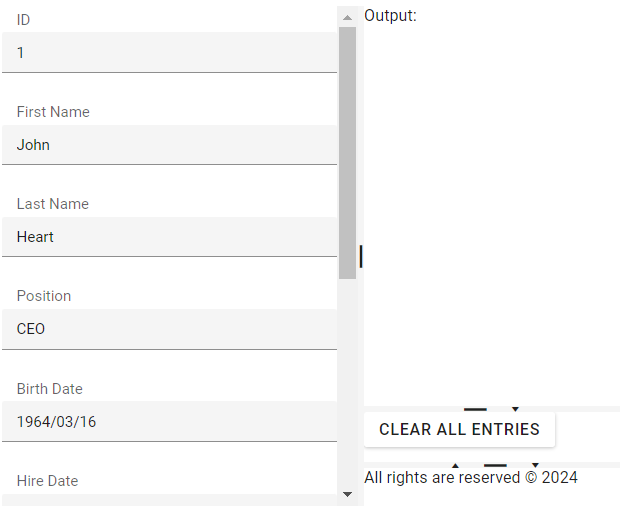 ID
1
First Name
John
Last Name
Heart
Position
CEO
Birth Date
1964/03/16
Hire Date
Output:
CLEAR ALL ENTRIES
All rights are reserved © 2024